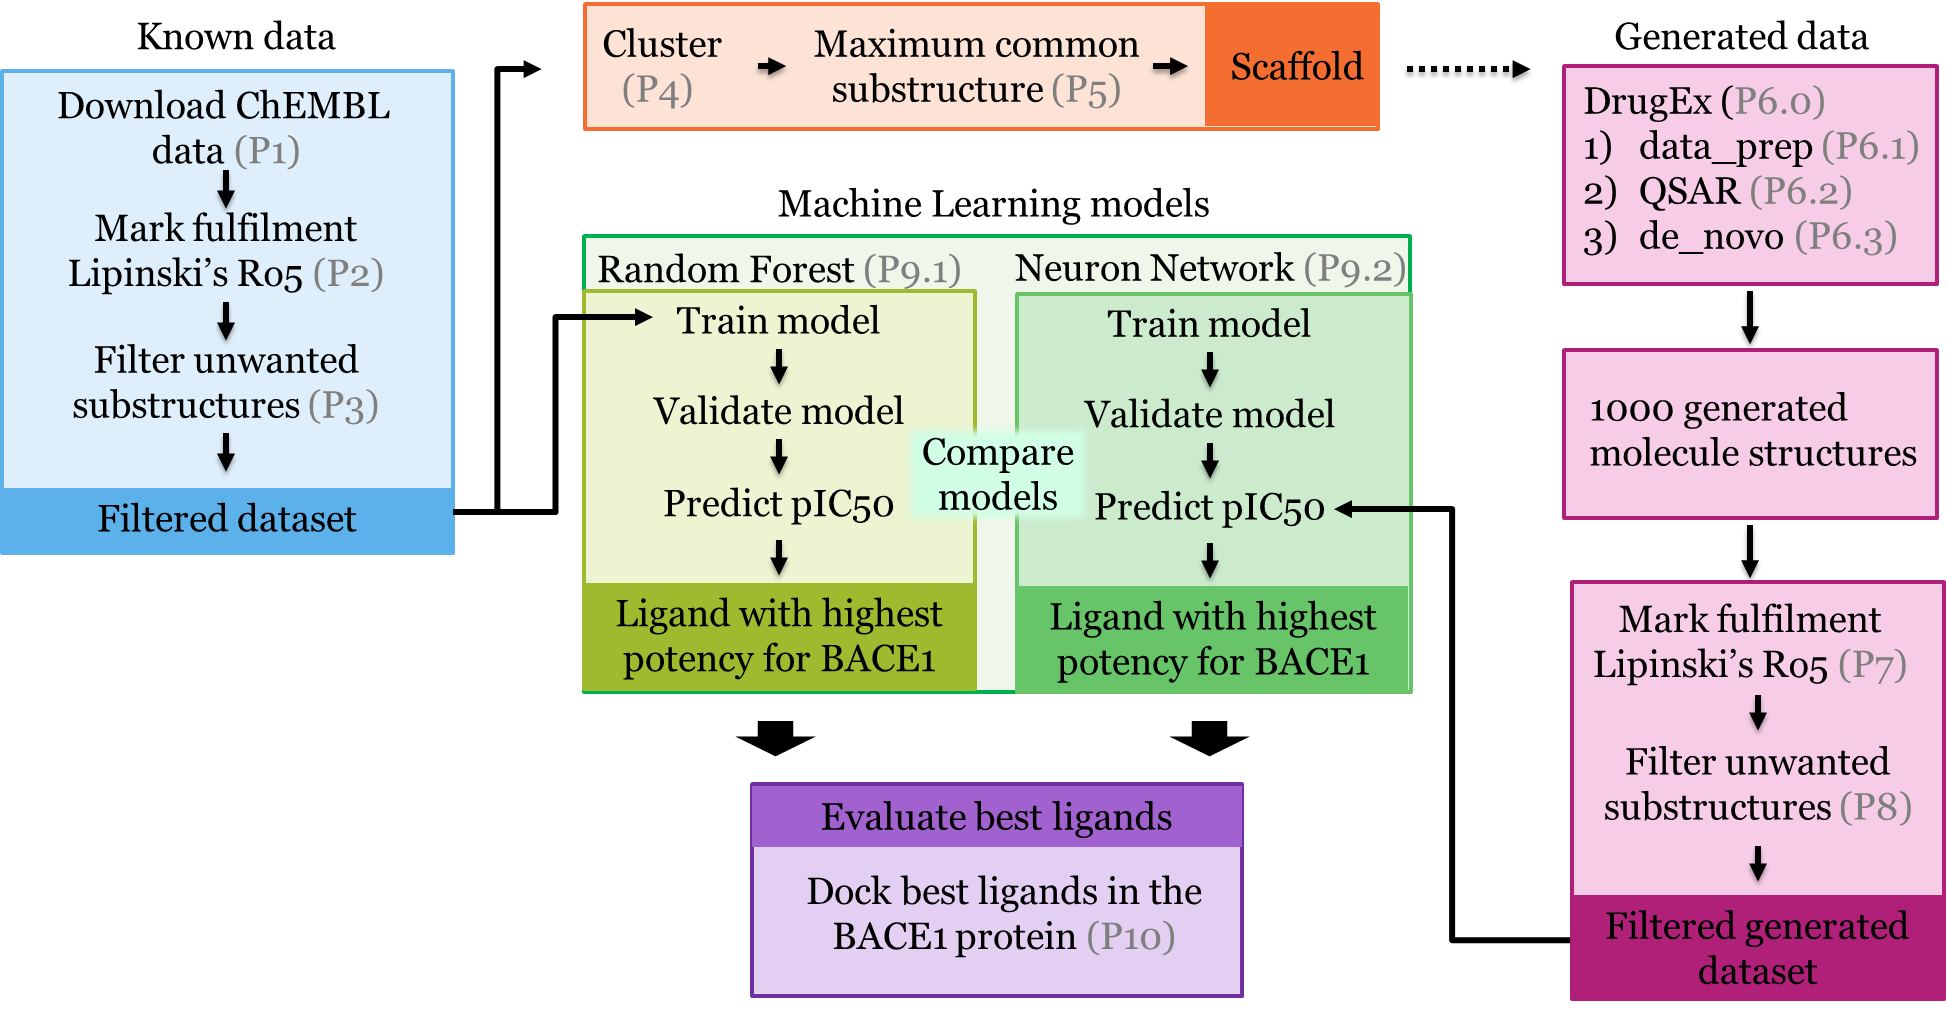 Known data
Download ChEMBL
data (P1)
Mark fulfilment
Lipinski's Ro5 (P2)
Filter unwanted
substructures (P3)
Filtered dataset
Cluster
(P4)
Maximum common
substructure (P5)
Scaffold
Machine Learning models
Random Forest (P9.1)
Train model
Validate model
Predict pIC50
Ligand with highest
potency for BACE1
Compare
models
Neuron Network (P9.2)
Train model
Validate model
Predict pIC50
Ligand with highest
potency for BACE1
Evaluate best ligands
Dock best ligands in the
BACE1 protein (P10)
Generated data
DrugEx (P6.0)
1) data_prep (P6.1)
2) QSAR (P6.2)
3) de_novo (P6.3)
1000 generated
molecule structures
Mark fulfilment
Lipinski's Ro5 (P7)
Filter unwanted
substructures (P8)
Filtered generated
dataset